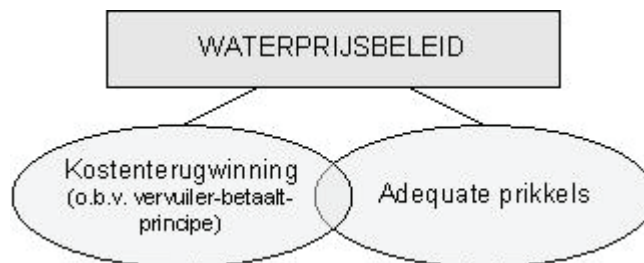 WATERPRIJSBELEID
Kostenterugwinning
(o.b.v. vervuiler-betaalt-
principe)
Adequate prikkels